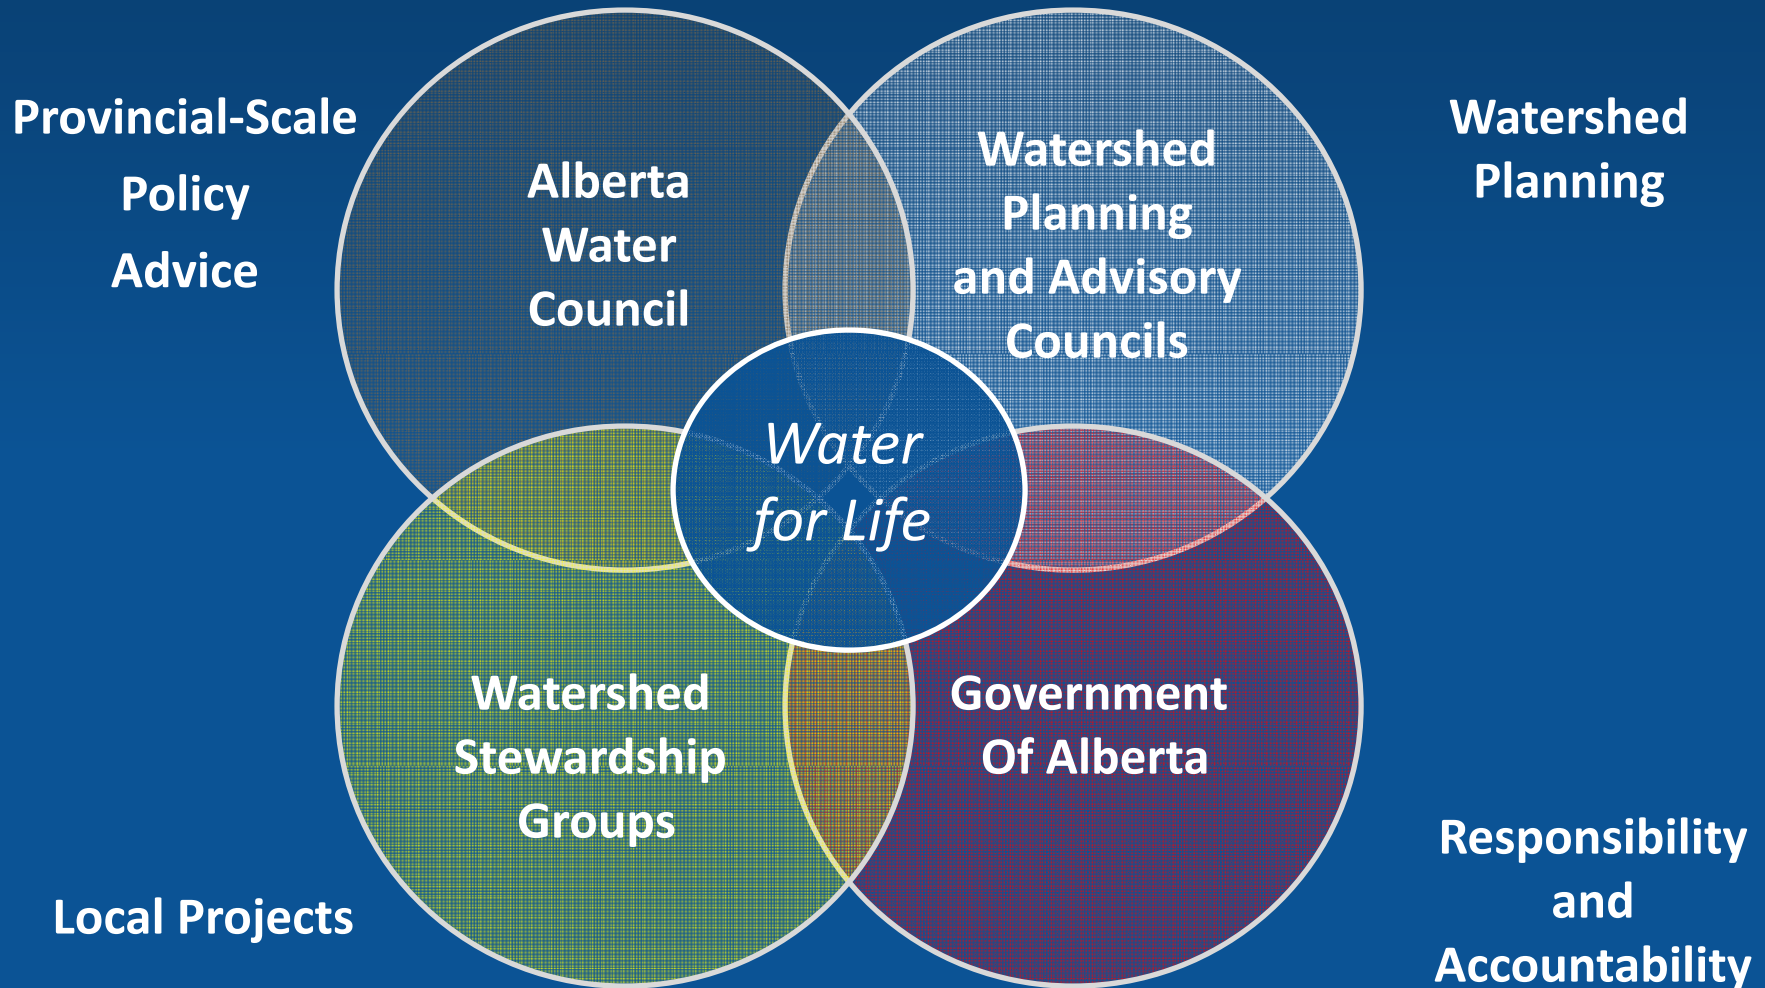 Provincial-Scale
Policy
Advice
Alberta
Water
Council
Watershed
Planning
and Advisory
Councils
Watershed
Planning
Water
for Life
Watershed
Stewardship
Groups
Government
Of Alberta
Local Projects
Responsibility
and
Accountability